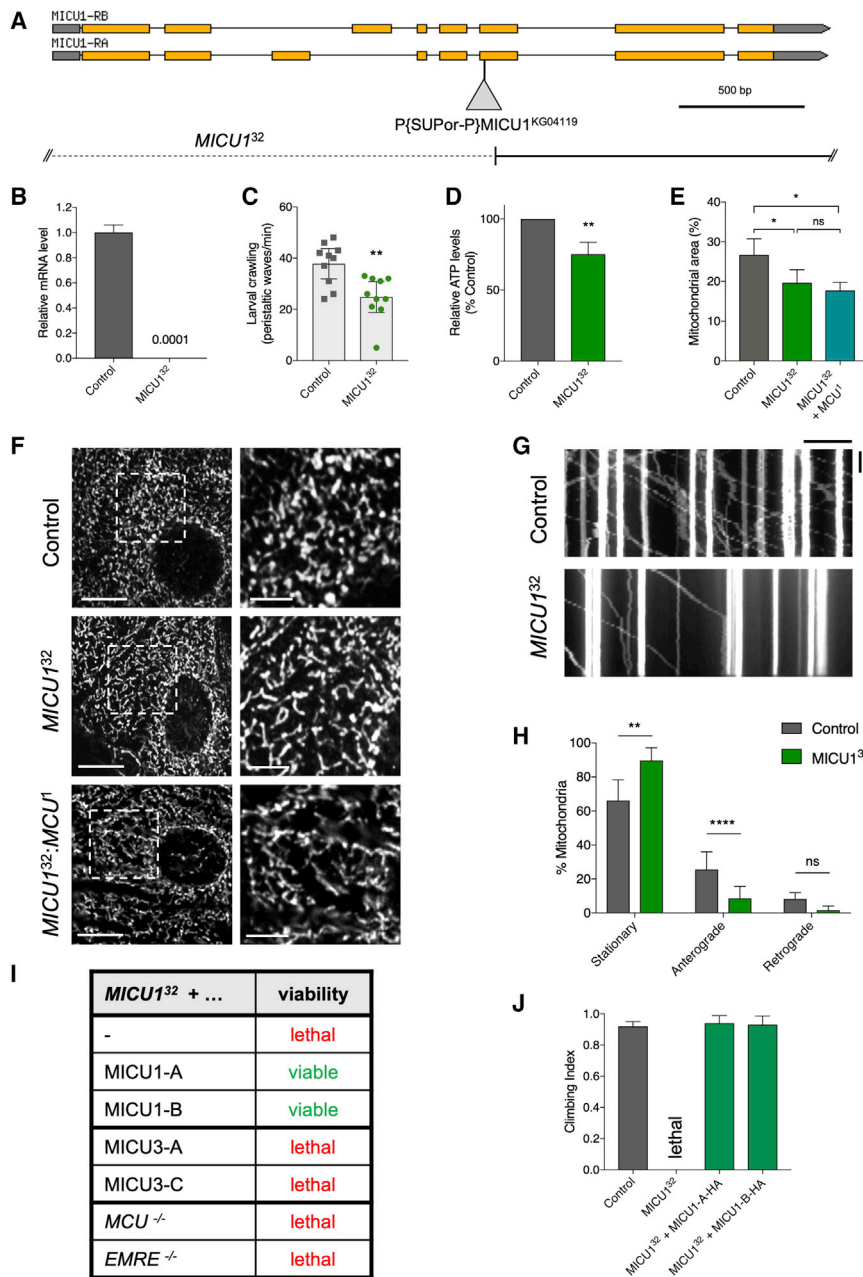 A
MICU1-RB
MICU1-RA
500 bp
P{SUPor-P}MICU1KG04119
MICU1³²
B
Relative mRNA level
1.2
1.0
0.8
0.6
0.4
0.2
0.0
0.0001
Control
MICU1³²
C
Larval crawling
(peristaltic waves/min)
60
40
20
0
**
Control
MICU1³²
D
Relative ATP levels
(% Control)
100
50
0
**
Control
MICU1³²
E
Mitochondrial area (%)
40
30
20
10
0
*
*
ns
Control
MICU1³²
MICU1³²
+ MCU¹
F
Control
MICU1³²
MICU1³²;MCU¹
G
Control
MICU1³²
H
% Mitochondria
100
80
60
40
20
0
**
****
ns
Control
MICU1³
Stationary
Anterograde
Retrograde
I
MICU1³² + ... viability
- lethal
MICU1-A viable
MICU1-B viable
MICU3-A lethal
MICU3-C lethal
MCU -/- lethal
EMRE -/- lethal
J
Climbing Index
1.0
0.8
0.6
0.4
0.2
0.0
lethal
Control
MICU1³²
MICU1³² + MICU1-A-HA
MICU1³² + MICU1-B-HA